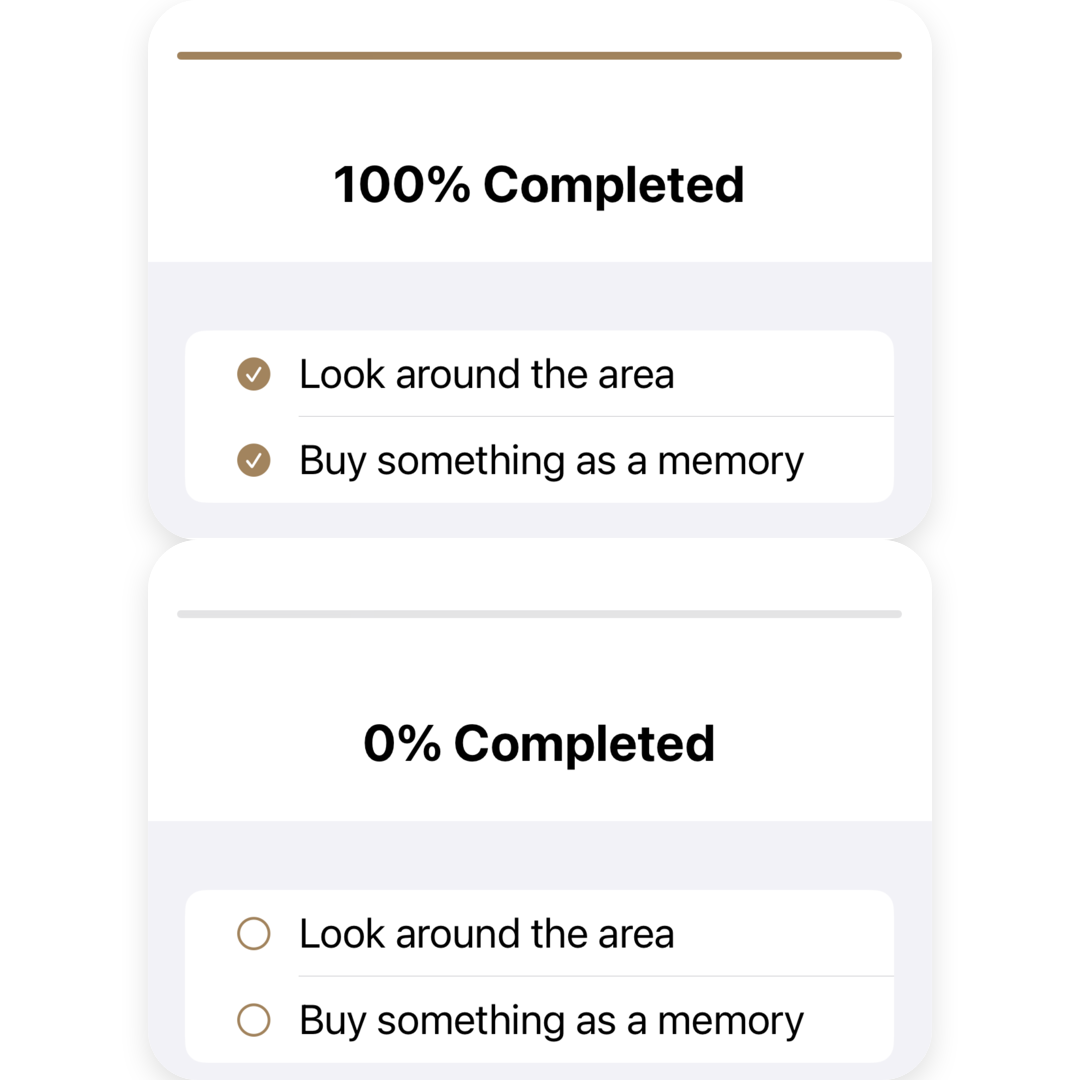 100% Completed
Look around the area
Buy something as a memory
0% Completed
Look around the area
Buy something as a memory